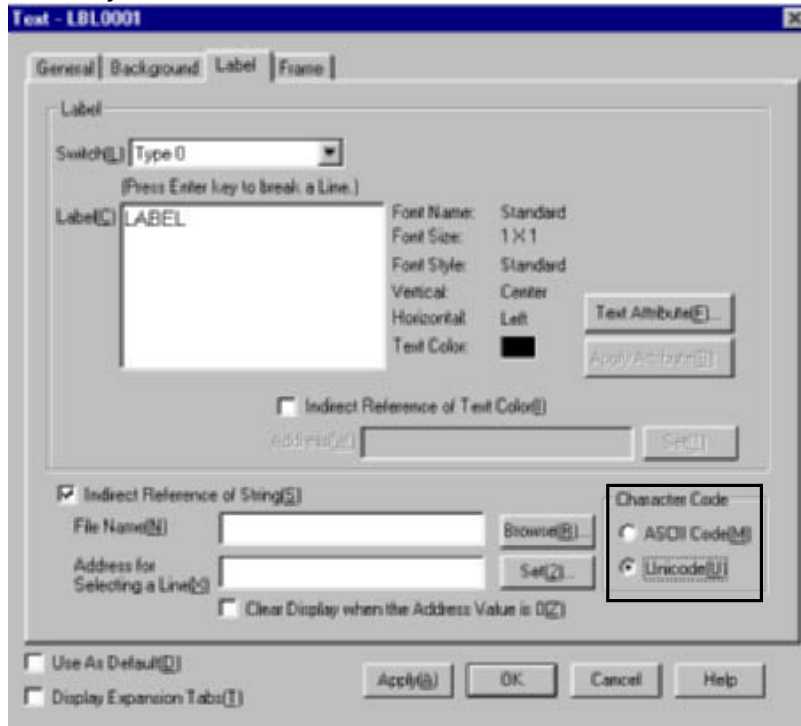 Text - LBL0001
General Background Label Frame
Label
Switch(L) Type 0
(Press Enter key to break a Line.)
Label(C) LABEL
Font Name: Standard
Font Size: 1×1
Font Style: Standard
Vertical: Center
Horizontal: Left
Text Color:
Text Attribute(F)...
Apply Attribute(B)
Indirect Reference of Text Color(I)
Set(1)...
Indirect Reference of String(S)
File Name(N) Browse(R)...
Address for
Selecting a Line(X) Set(2)...
Clear Display when the Address Value is 0(Z)
Character Code
ASCII Code(M)
Unicode(U)
Use As Default(D)
Display Expansion Tabs(T)
Apply(A) OK Cancel Help